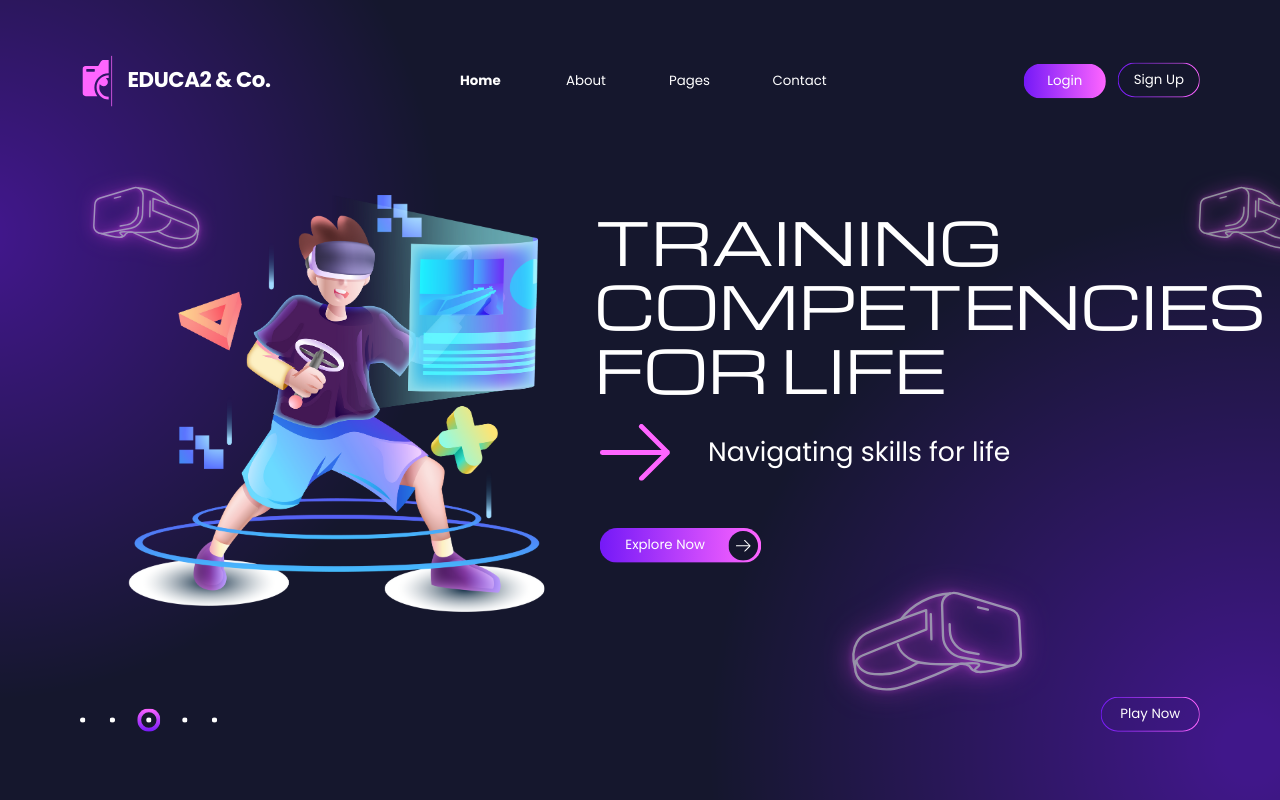 EDUCA2 & Co.
Home
About
Pages
Contact
Login
Sign Up
TRAINING
COMPETENCIES
FOR LIFE
Navigating skills for life
Explore Now
Play Now